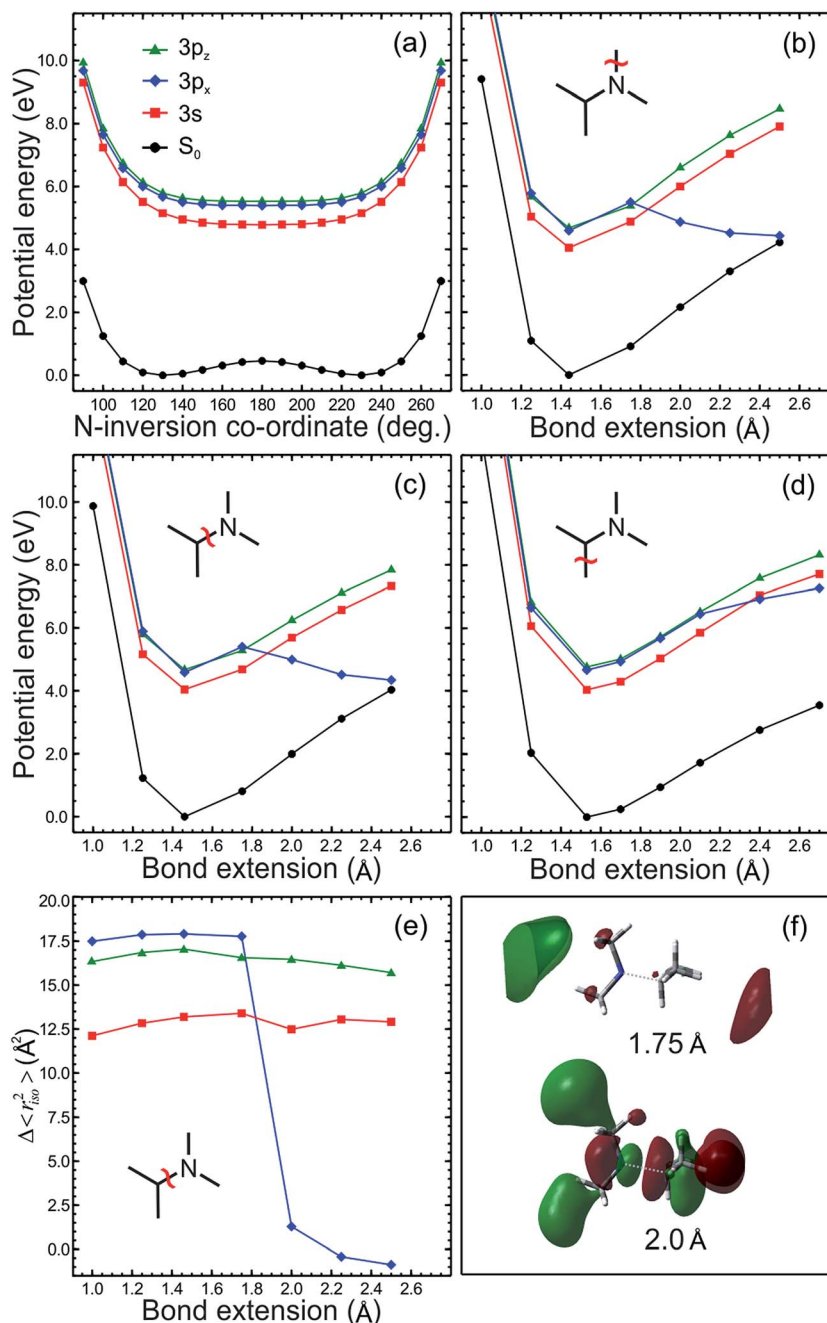 (a)
3p_z
3p_x
3s
S_0
Potential energy (eV)
10.0
8.0
6.0
4.0
2.0
0.0
100 120 140 160 180 200 220 240 260
N-inversion co-ordinate (deg.)
(b)
N
1.0 1.2 1.4 1.6 1.8 2.0 2.2 2.4 2.6
Bond extension (Å)
(c)
N
Potential energy (eV)
10.0
8.0
6.0
4.0
2.0
0.0
1.0 1.2 1.4 1.6 1.8 2.0 2.2 2.4 2.6
Bond extension (Å)
(d)
N
1.0 1.2 1.4 1.6 1.8 2.0 2.2 2.4 2.6
Bond extension (Å)
(e)
Δ<r²_iso> (Å²)
20.0
17.5
15.0
12.5
10.0
7.5
5.0
2.5
0.0
N
1.0 1.2 1.4 1.6 1.8 2.0 2.2 2.4 2.6
Bond extension (Å)
(f)
1.75 Å
2.0 Å